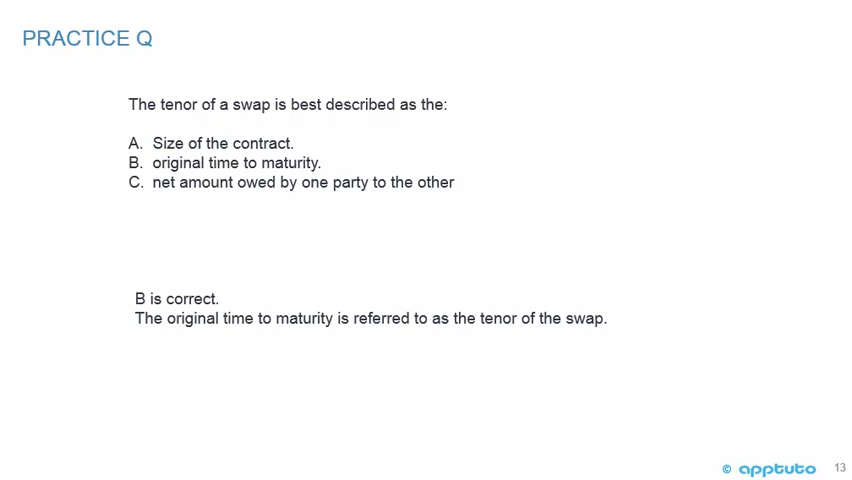 PRACTICE Q
The tenor of a swap is best described as the:
A. Size of the contract.
B. original time to maturity.
C. net amount owed by one party to the other
B is correct.
The original time to maturity is referred to as the tenor of the swap.
© apptuto 13